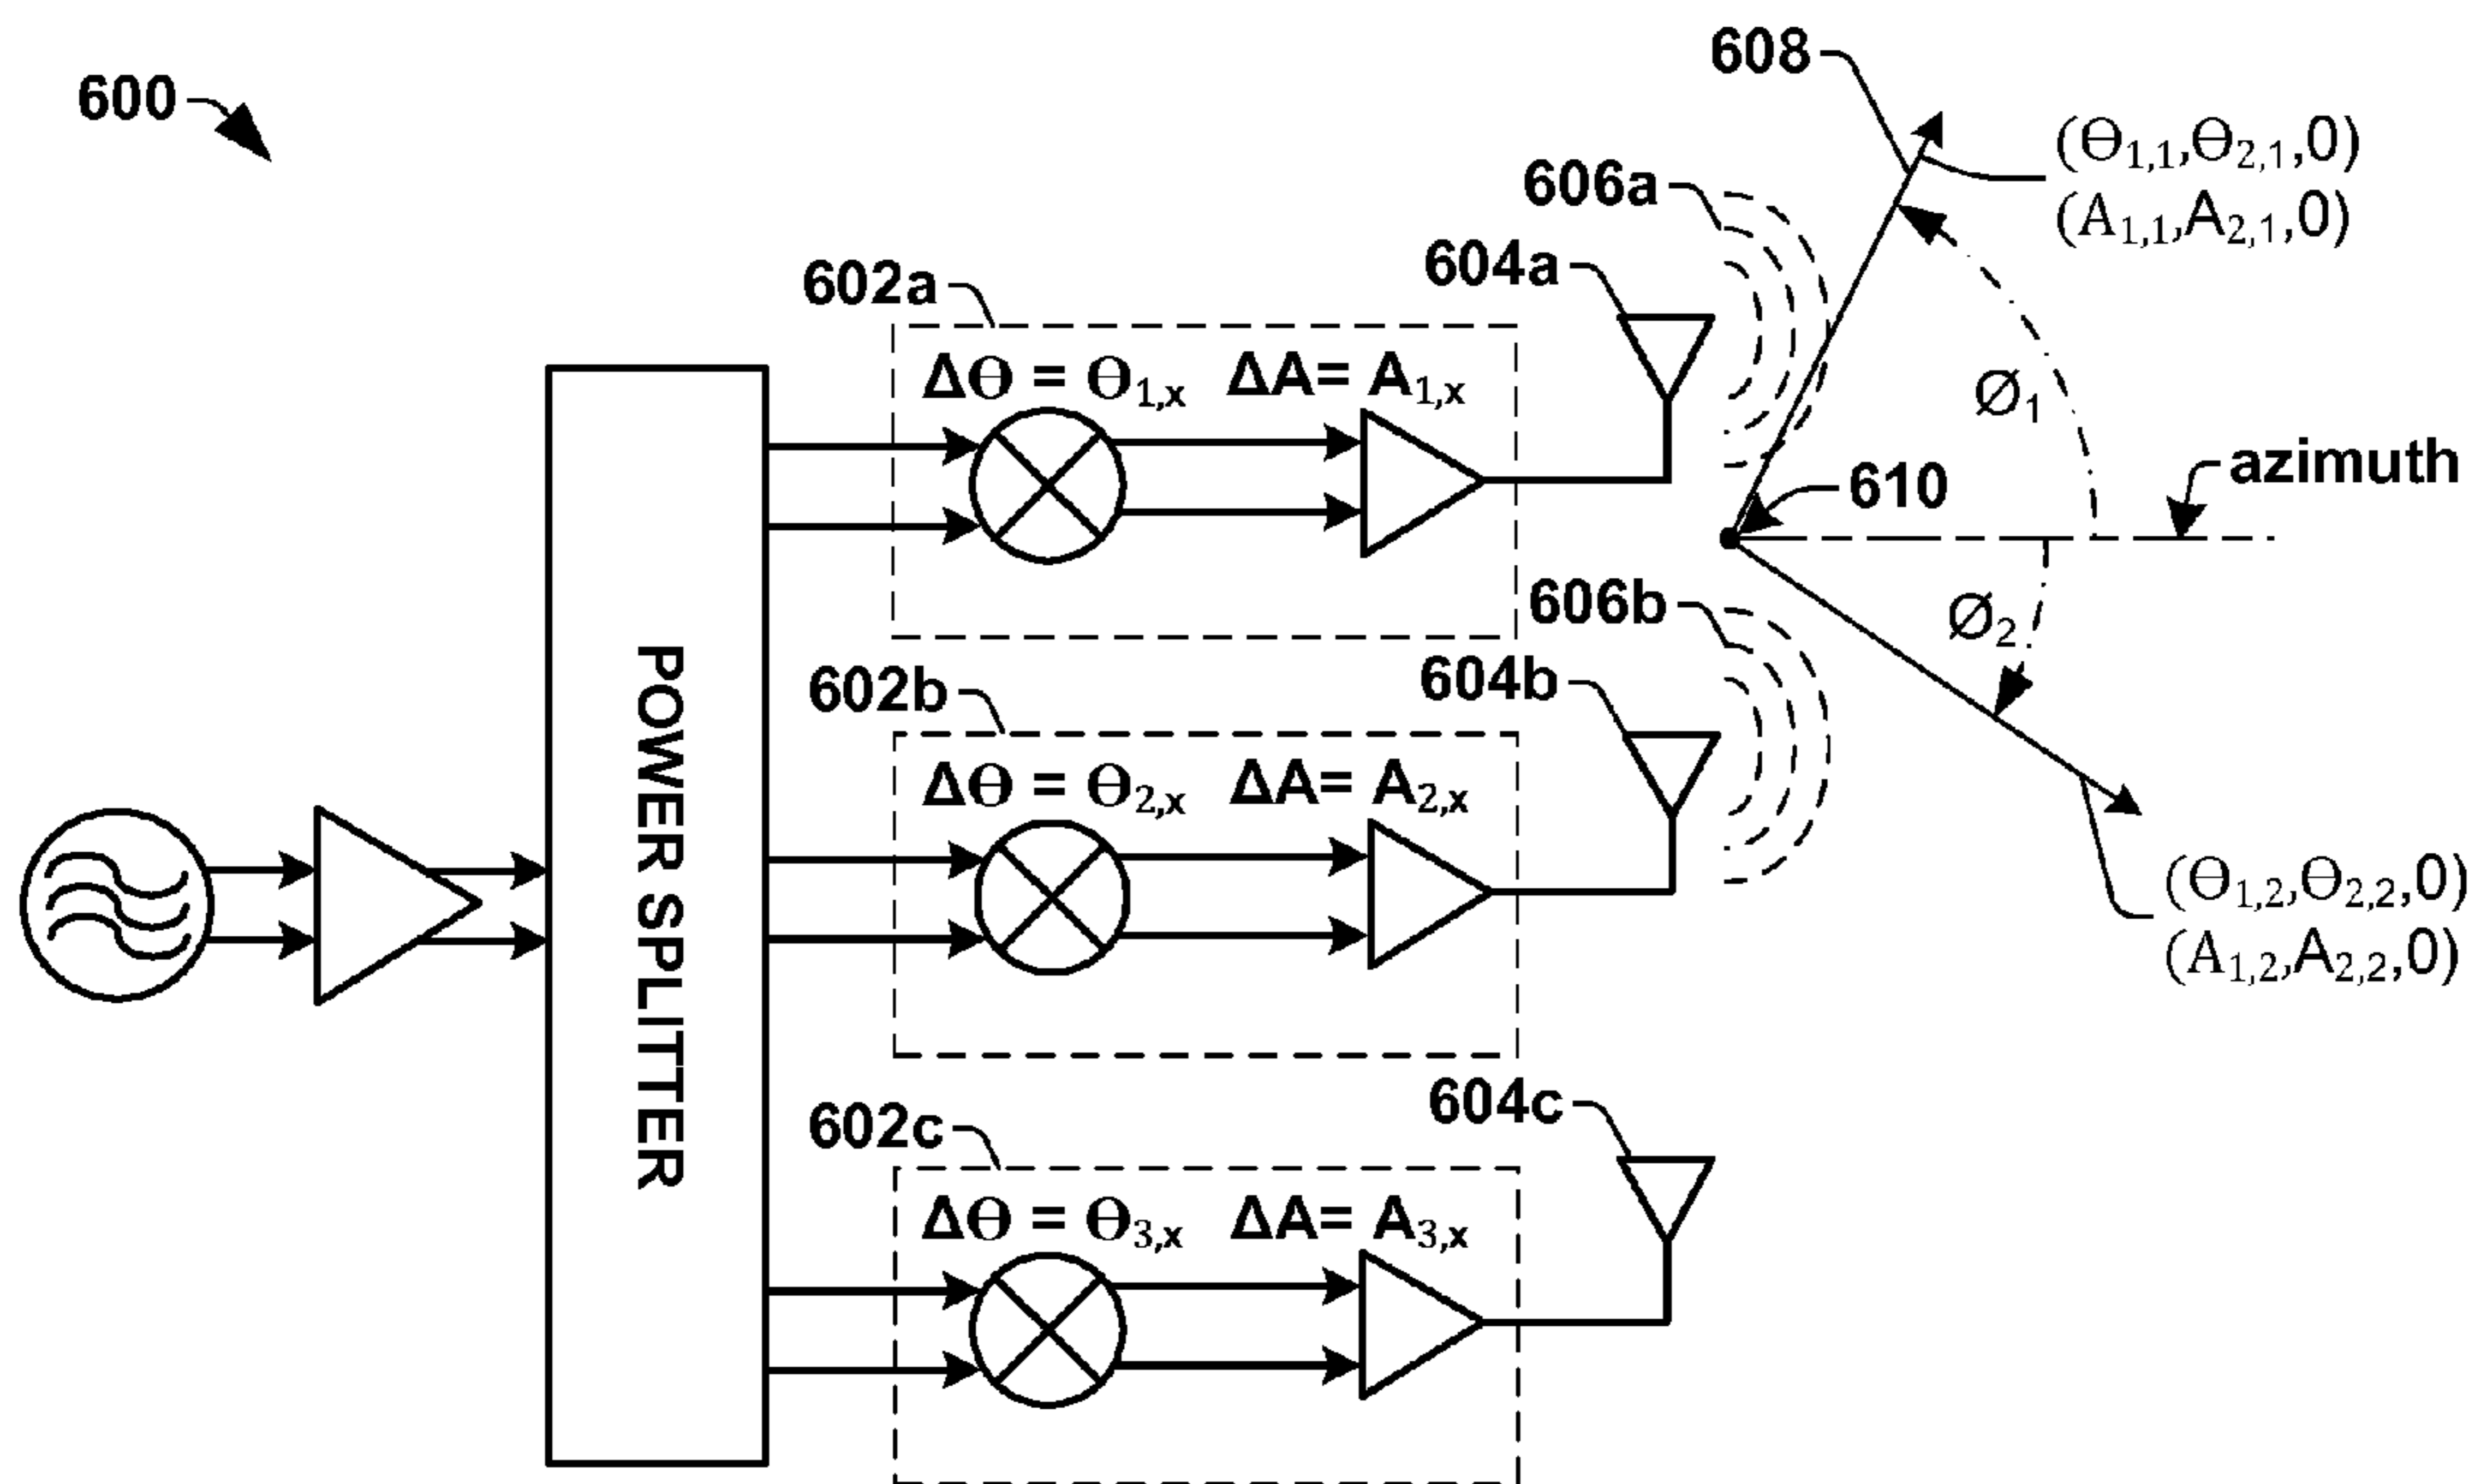 600
608
(Θ1,1,Θ2,1,0)
(A1,1,A2,1,0)
606a
604a
602a
ΔΘ = Θ1,x ΔA= A1,x
Ø1
azimuth
610
606b
Ø2
604b
602b
ΔΘ = Θ2,x ΔA= A2,x
POWER SPLITTER
(Θ1,2,Θ2,2,0)
(A1,2,A2,2,0)
604c
602c
ΔΘ = Θ3,x ΔA= A3,x